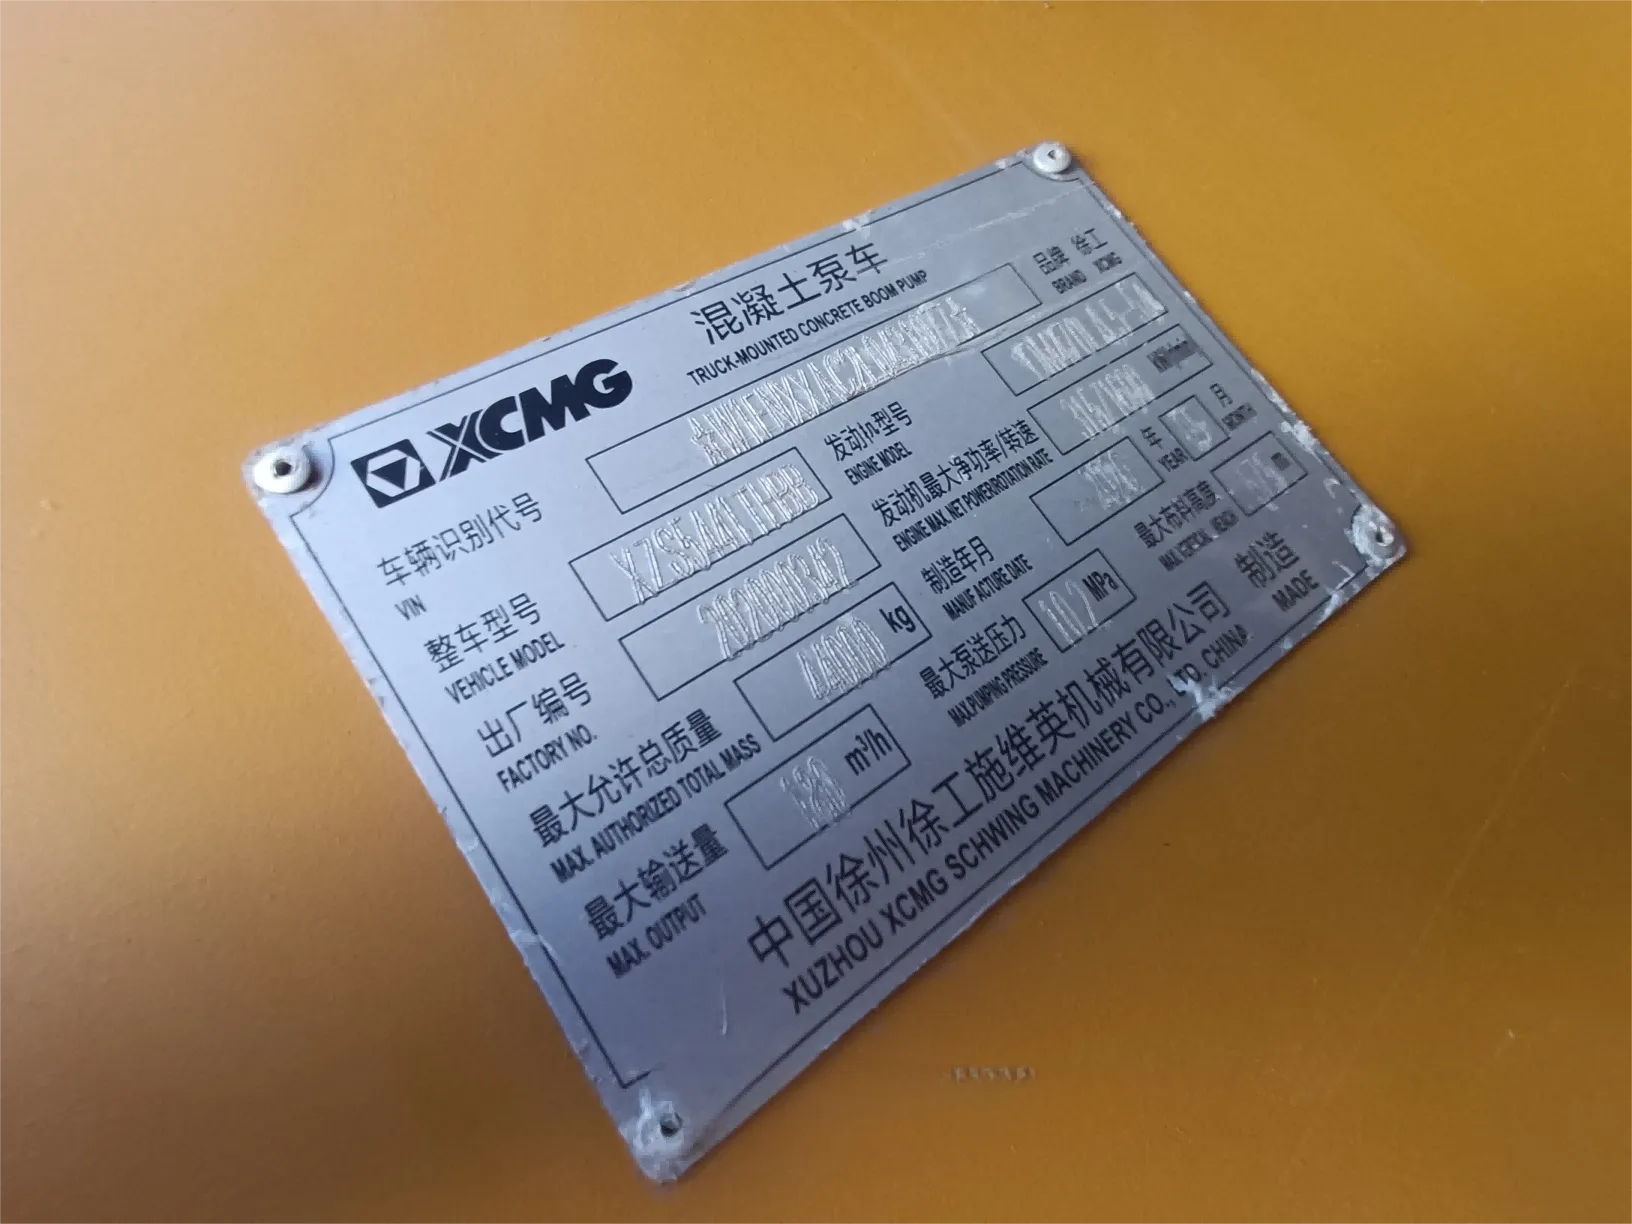 XCMG
混凝土泵车
TRUCK-MOUNTED CONCRETE BOOM PUMP
品牌 徐工
BRAND XCMG
车辆识别代号
VIN
整车型号 XZS5441THBB
VEHICLE MODEL
发动机型号
ENGINE MODEL
出厂编号 2020000342
FACTORY NO.
发动机最大净功率/转速 kW/r/min
ENGINE MAX. NET POWER/ROTATION RATE
最大允许总质量 44000 kg
MAX. AUTHORIZED TOTAL MASS
制造年月 年 月
MANUFACTURE DATE YEAR MONTH
最大输送量 m³/h
MAX. OUTPUT
最大泵送压力 10.2 MPa
MAX.PUMPING PRESSURE
最大布料高度 m
MAX. REACH
中国徐州徐工施维英机械有限公司 制造
XUZHOU XCMG SCHWING MACHINERY CO., LTD. CHINA MADE